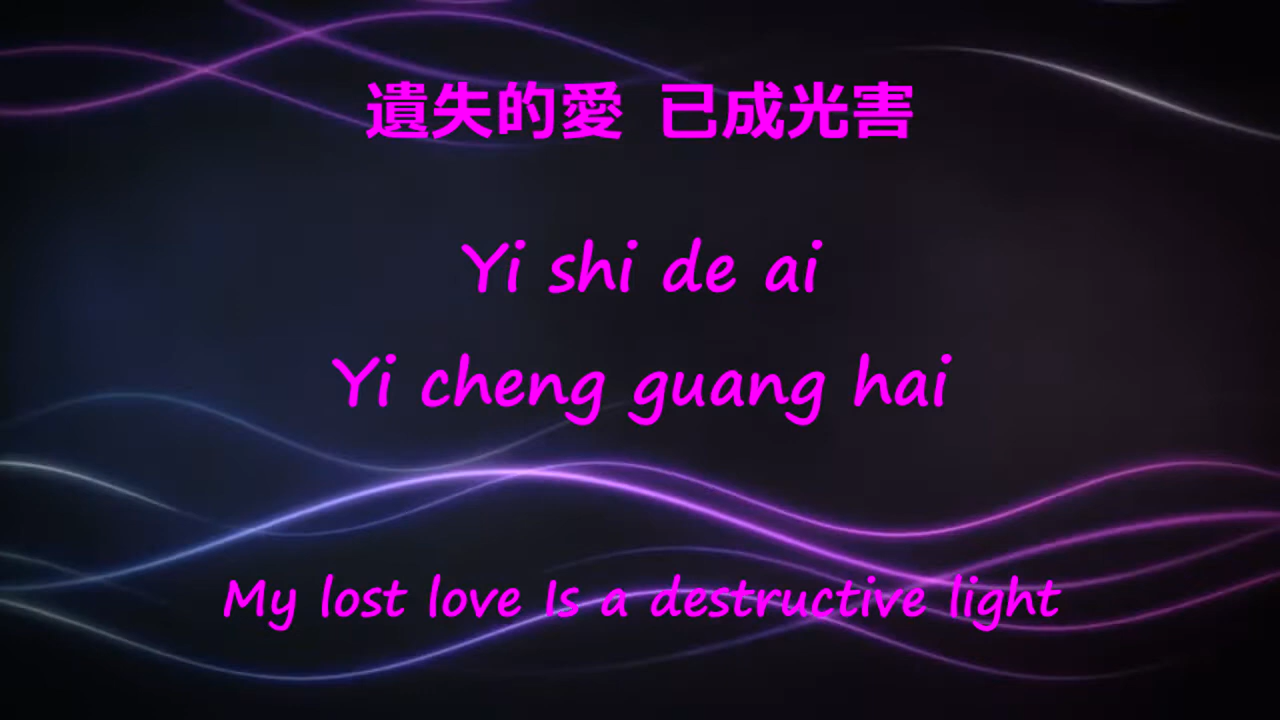 遺失的愛 已成光害
Yi shi de ai
Yi cheng guang hai
My lost love Is a destructive light